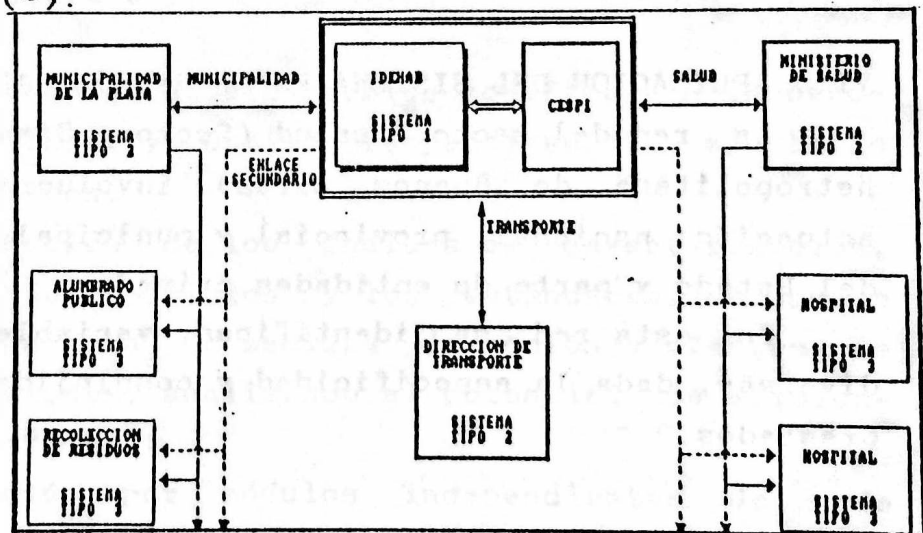 MUNICIPALIDAD
DE LA PLATA
SISTEMA
TIPO 2
MUNICIPALIDAD
IDEHAB
SISTEMA
TIPO 1
CESPI
SALUD
MINISTERIO
DE SALUD
SISTEMA
TIPO 2
ENLACE
SECUNDARIO
TRANSPORTE
ALUMBRADO
PUBLICO
SISTEMA
TIPO 3
DIRECCION DE
TRANSPORTE
SISTEMA
TIPO 2
HOSPITAL
SISTEMA
TIPO 3
RECOLECCION
DE RESIDUOS
SISTEMA
TIPO 3
HOSPITAL
SISTEMA
TIPO 3